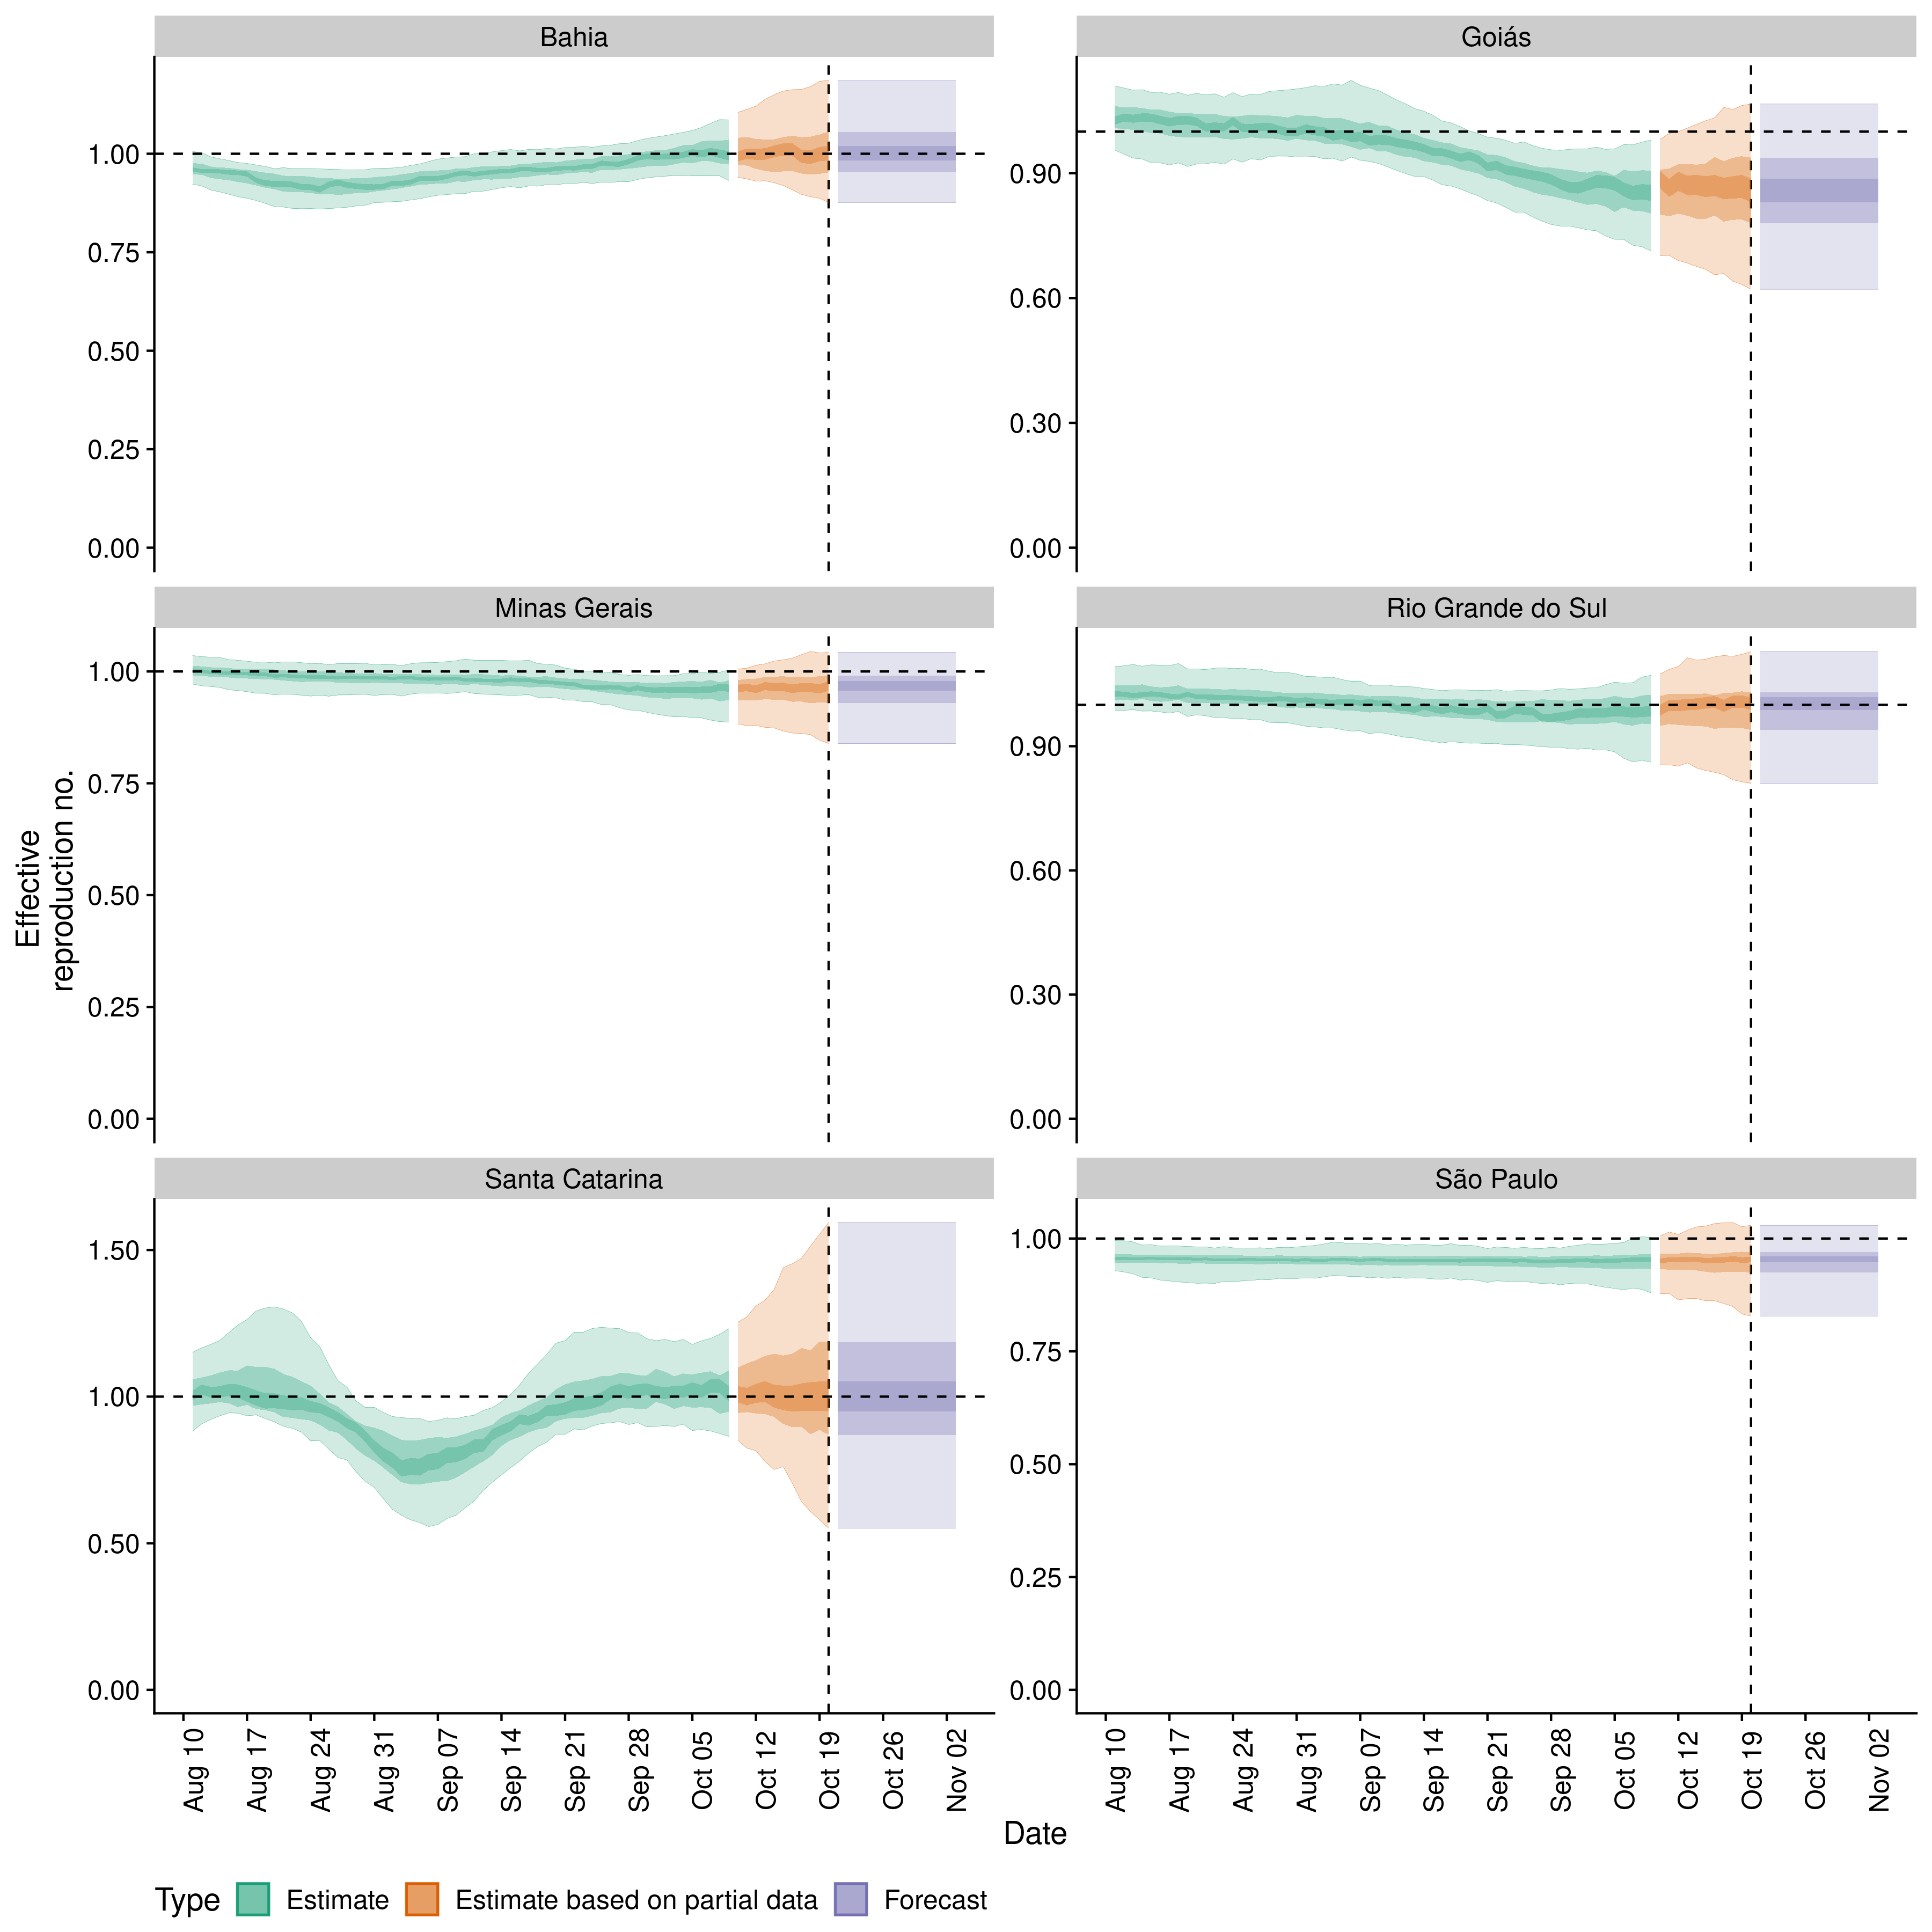 Bahia
Goiás
1.00
0.75
0.50
0.25
0.00
0.90
0.60
0.30
0.00
Minas Gerais
Rio Grande do Sul
1.00
0.75
0.50
0.25
0.00
0.90
0.60
0.30
0.00
Effective
reproduction no.
Santa Catarina
São Paulo
1.50
1.00
0.50
0.00
1.00
0.75
0.50
0.25
0.00
Aug 10
Aug 17
Aug 24
Aug 31
Sep 07
Sep 14
Sep 21
Sep 28
Oct 05
Oct 12
Oct 19
Oct 26
Nov 02
Aug 10
Aug 17
Aug 24
Aug 31
Sep 07
Sep 14
Sep 21
Sep 28
Oct 05
Oct 12
Oct 19
Oct 26
Nov 02
Date
Type Estimate Estimate based on partial data Forecast